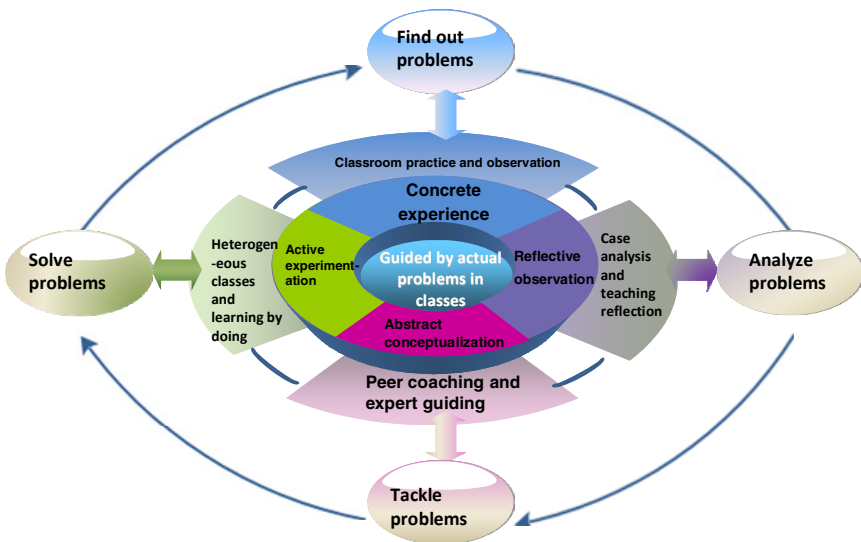 Find out
problems
Classroom practice and observation
Concrete
experience
Solve
problems
Heterogen
-eous
classes
and
learning by
doing
Active
experiment-
ation
Guided by actual
problems in
classes
Reflective
observation
Case
analysis
and
teaching
reflection
Analyze
problems
Abstract
conceptualization
Peer coaching and
expert guiding
Tackle
problems